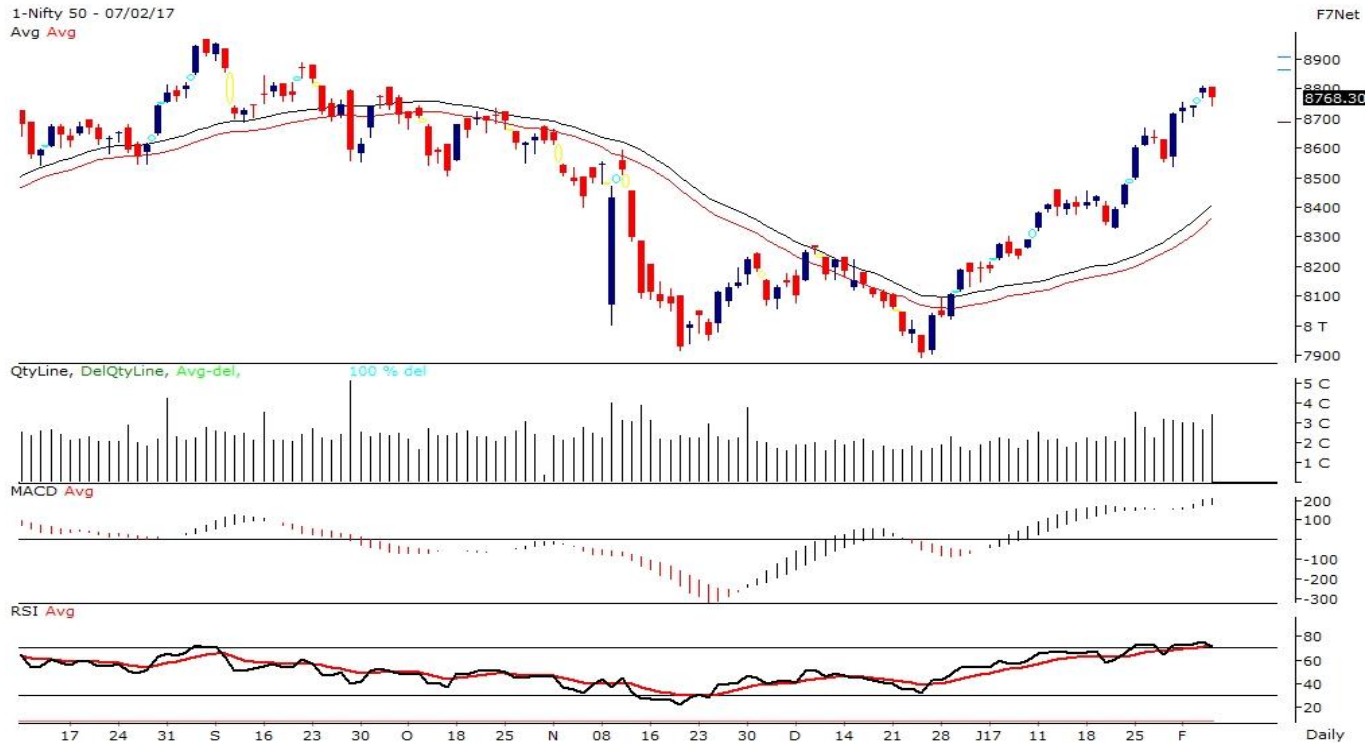 1-Nifty 50 - 07/02/17 F7Net
Avg Avg
8900
8800
8768.30
8700
8600
8500
8400
8300
8200
8100
8 T
7900
QtyLine, DelQtyLine, Avg-del, 100 % del
5 C
4 C
3 C
2 C
1 C
MACD Avg
200
100
-100
-200
-300
RSI Avg
80
60
40
20
17 24 31 S 16 23 O 18 25 N 08 16 23 30 D 14 21 28 J17 11 18 25 F Daily